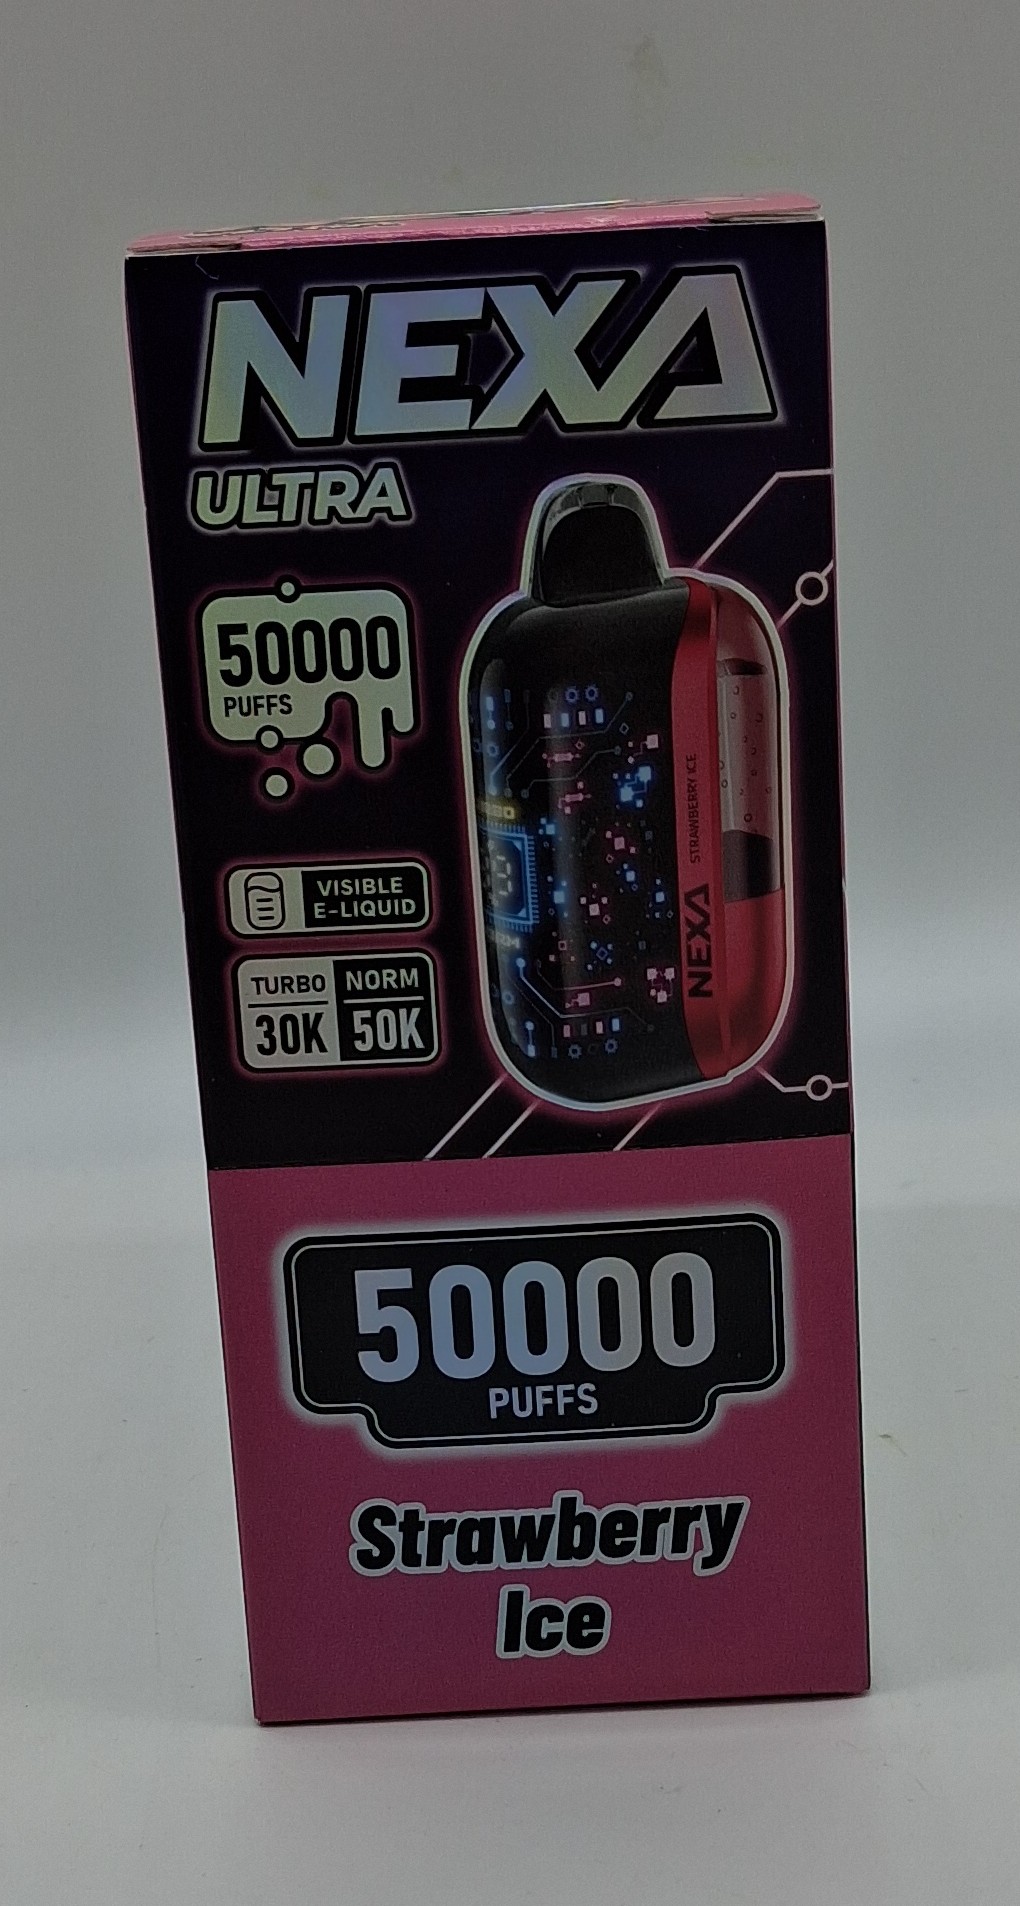 NEXA
ULTRA
50000
PUFFS
VISIBLE
E-LIQUID
TURBO
30K
NORM
50K
STRAWBERRY ICE
NEXA
50000
PUFFS
Strawberry
Ice